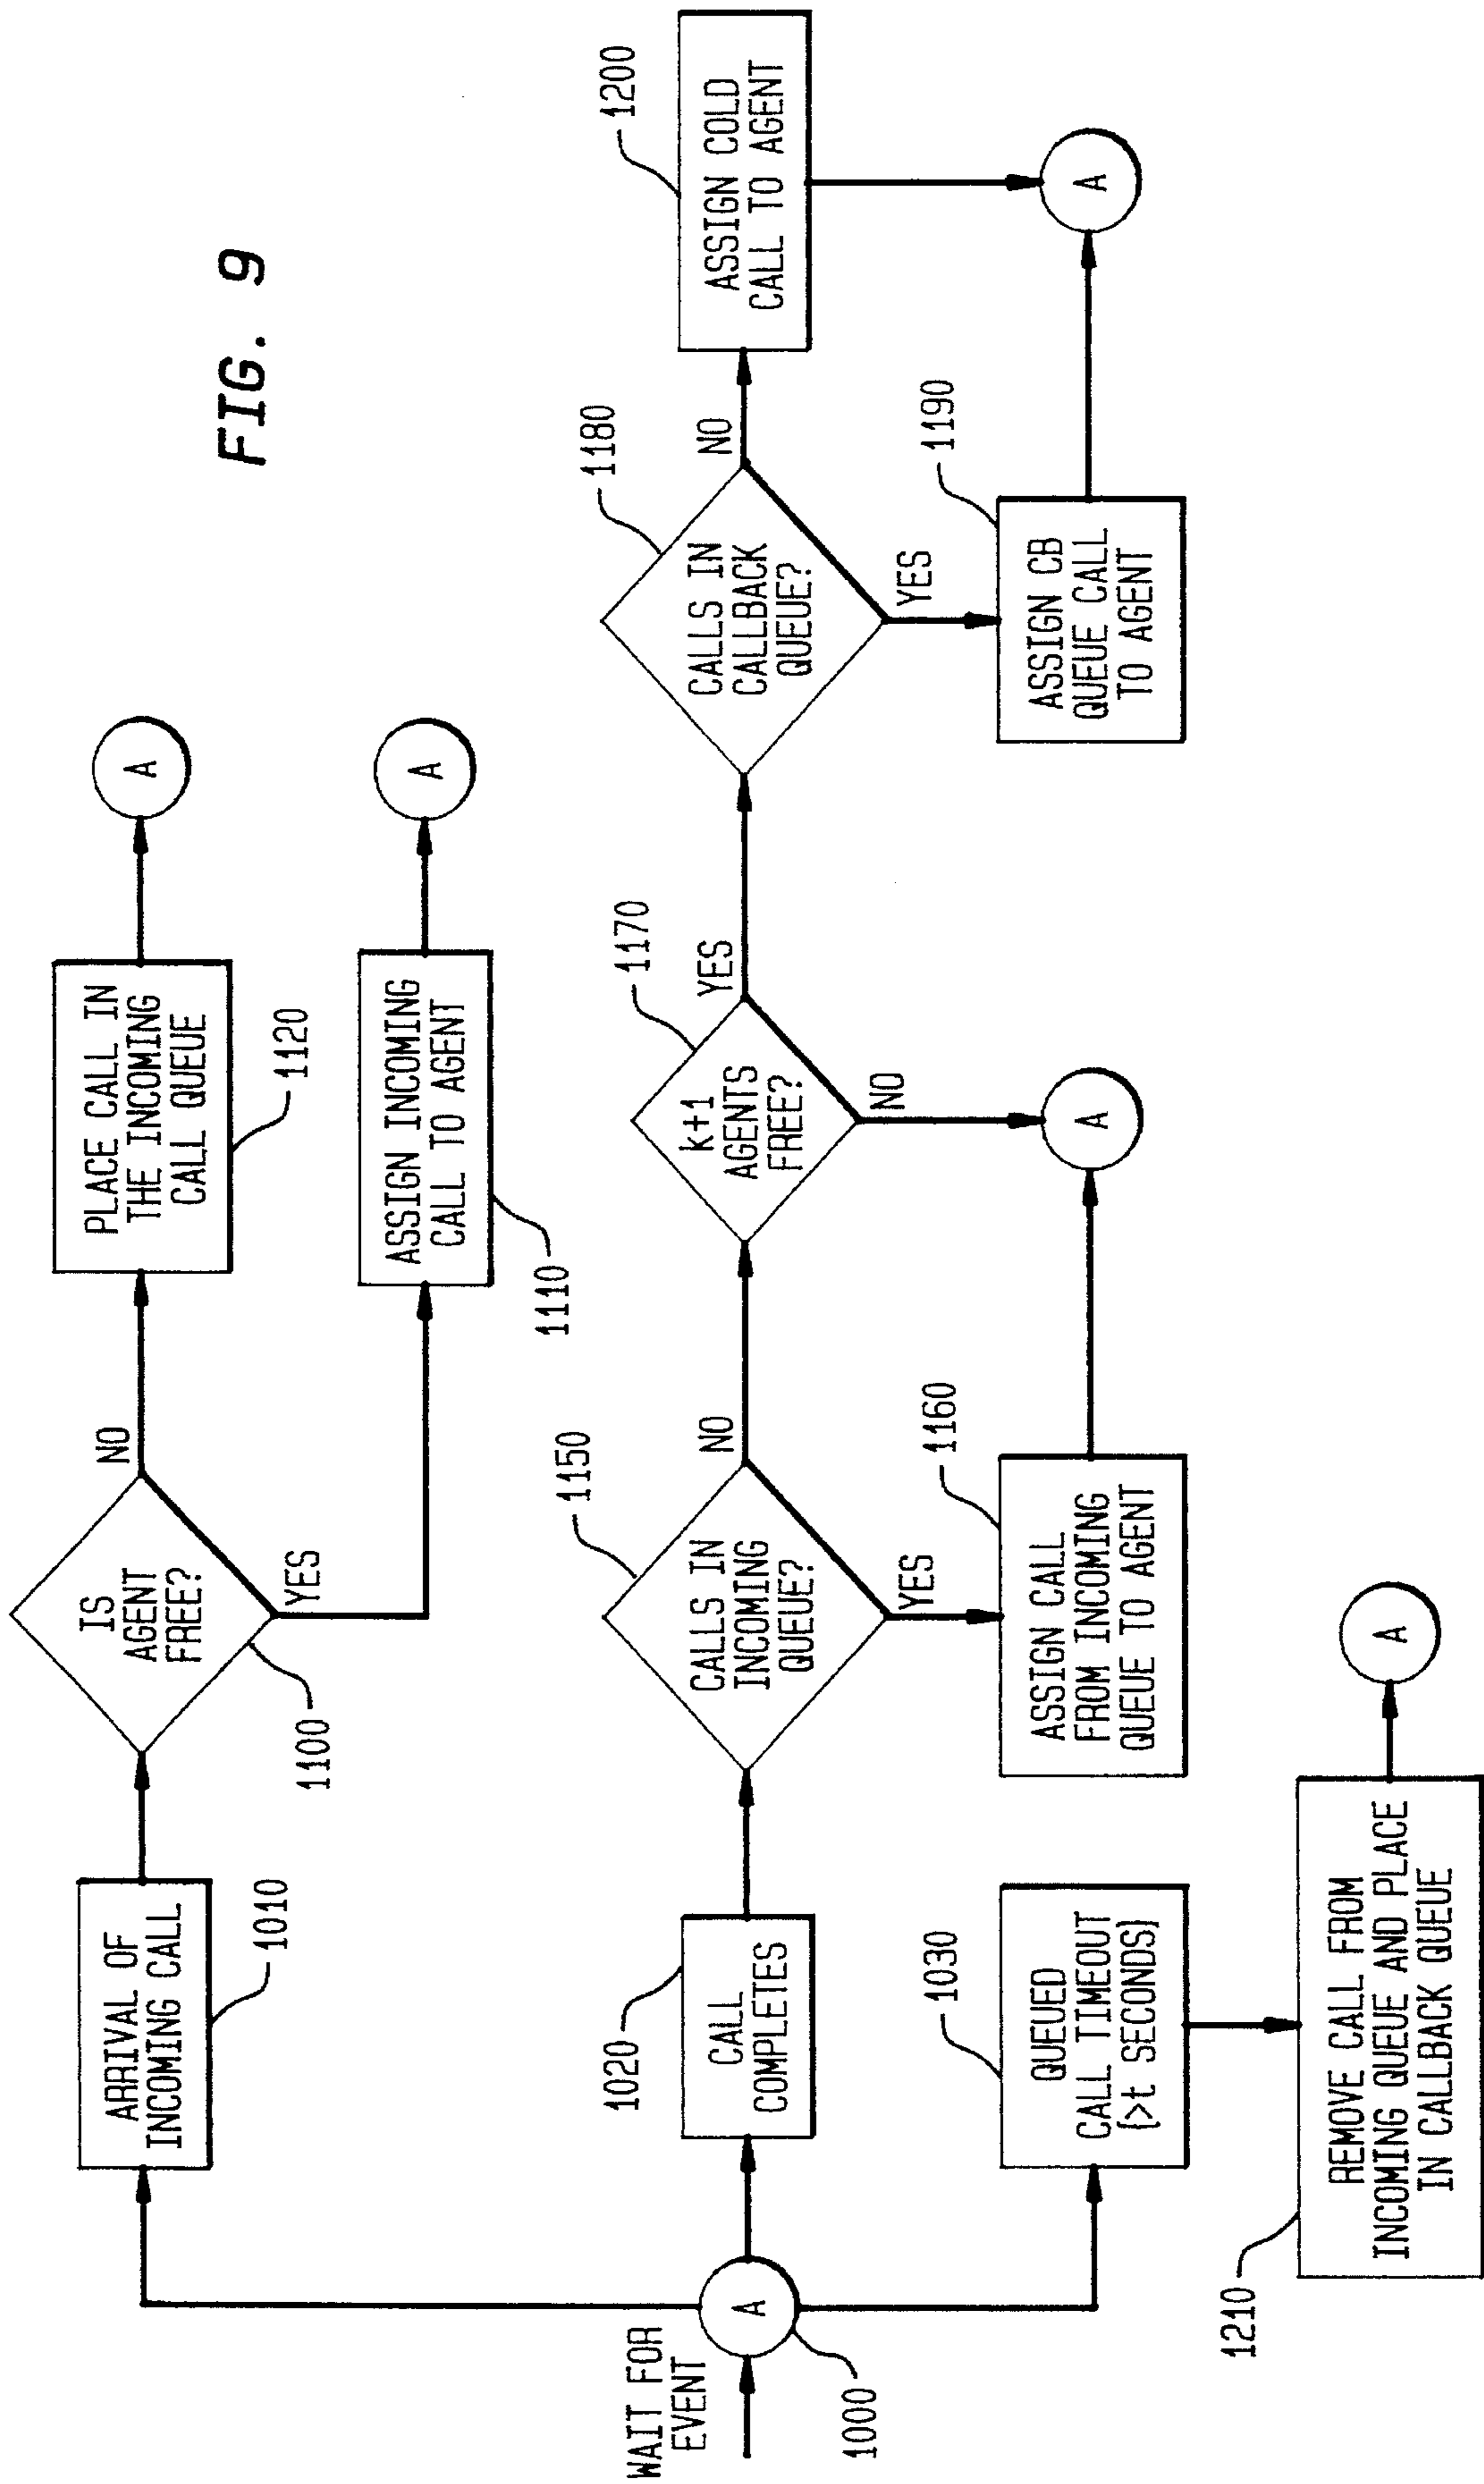 FIG. 9
WAIT FOR
EVENT
A
1000
ARRIVAL OF
INCOMING CALL
1010
IS
AGENT
FREE?
1100
NO
YES
PLACE CALL IN
THE INCOMING
CALL QUEUE
1120
A
ASSIGN INCOMING
CALL TO AGENT
1110
A
1020
CALL
COMPLETES
1150
CALLS IN
INCOMING
QUEUE?
NO
YES
1160
ASSIGN CALL
FROM INCOMING
QUEUE TO AGENT
1170
k+1
AGENTS
FREE?
YES
NO
A
1180
CALLS IN
CALLBACK
QUEUE?
NO
YES
1190
ASSIGN CB
QUEUE CALL
TO AGENT
1200
ASSIGN COLD
CALL TO AGENT
A
1030
QUEUED
CALL TIMEOUT
(>t SECONDS)
1210
REMOVE CALL FROM
INCOMING QUEUE AND PLACE
IN CALLBACK QUEUE
A